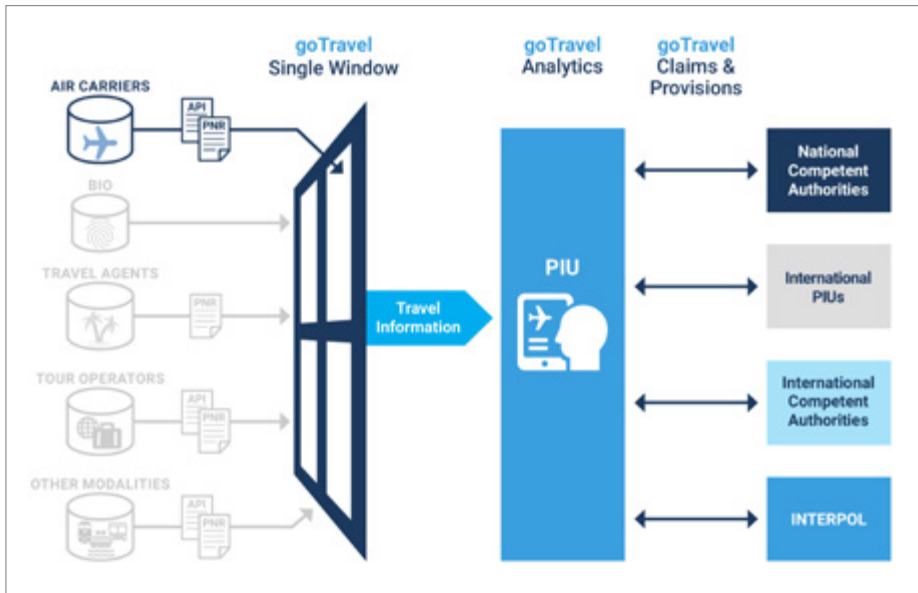 goTravel
Single Window
goTravel
Analytics
goTravel
Claims &
Provisions
AIR CARRIERS
API
PNR
BIO
TRAVEL AGENTS
PNR
TOUR OPERATORS
API
PNR
OTHER MODALITIES
API
PNR
Travel
Information
PIU
National
Competent
Authorities
International
PIUs
International
Competent
Authorities
INTERPOL